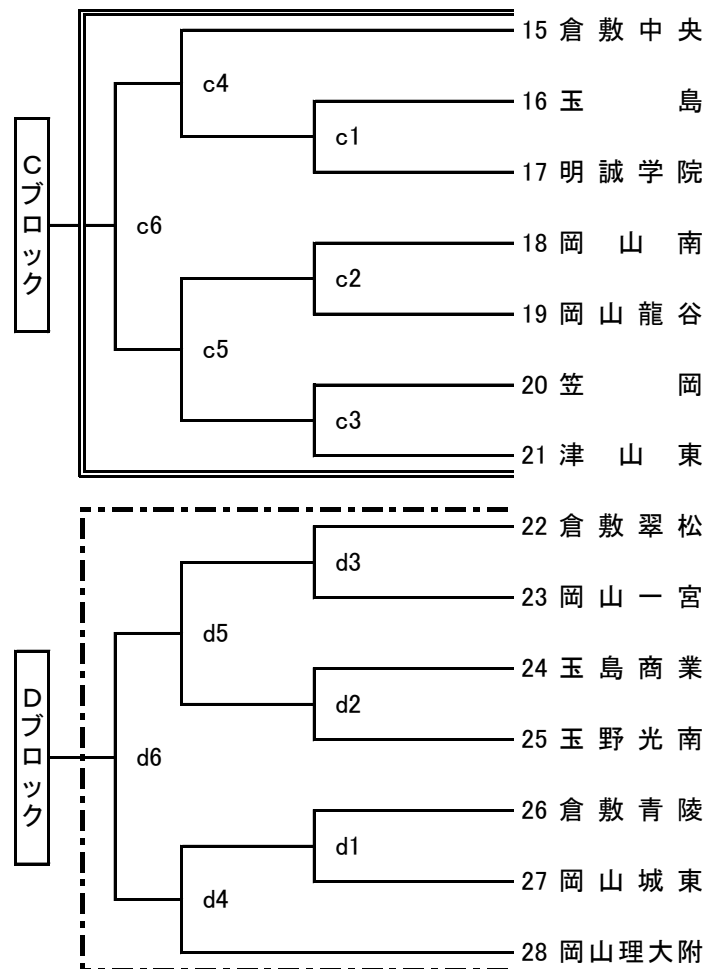 Cブロック
c6
c4
c1
c5
c2
c3
15 倉敷中央
16 玉島
17 明誠学院
18 岡山南
19 岡山龍谷
20 笠岡
21 津山東
Dブロック
d6
d5
d3
d2
d4
d1
22 倉敷翠松
23 岡山一宮
24 玉島商業
25 玉野光南
26 倉敷青陵
27 岡山城東
28 岡山理大附